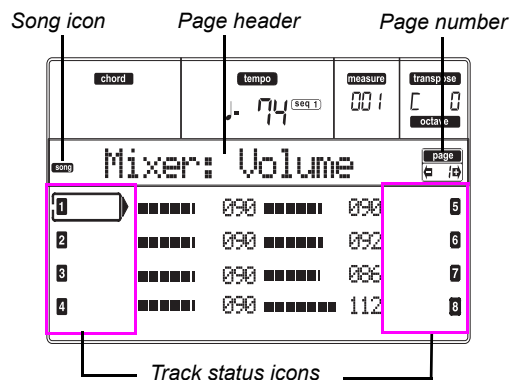 Song icon Page header Page number
chord tempo measure transpose
♩. 74 seq 1 001 C 0
octave
song Mixer: Volume page
1
1 090 090 5
2 090 092 6
3 090 086 7
4 090 112 8
Track status icons